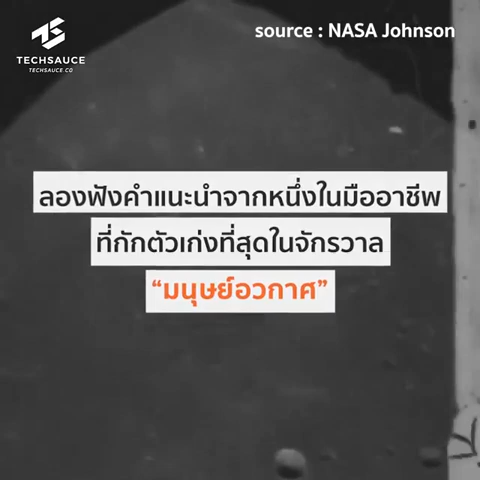 TECHSAUCE
TECHSAUCE.CO
source : NASA Johnson
ลองฟังคำแนะนำจากหนึ่งในมืออาชีพ
ที่กักตัวเก่งที่สุดในจักรวาล
“มนุษย์อวกาศ”